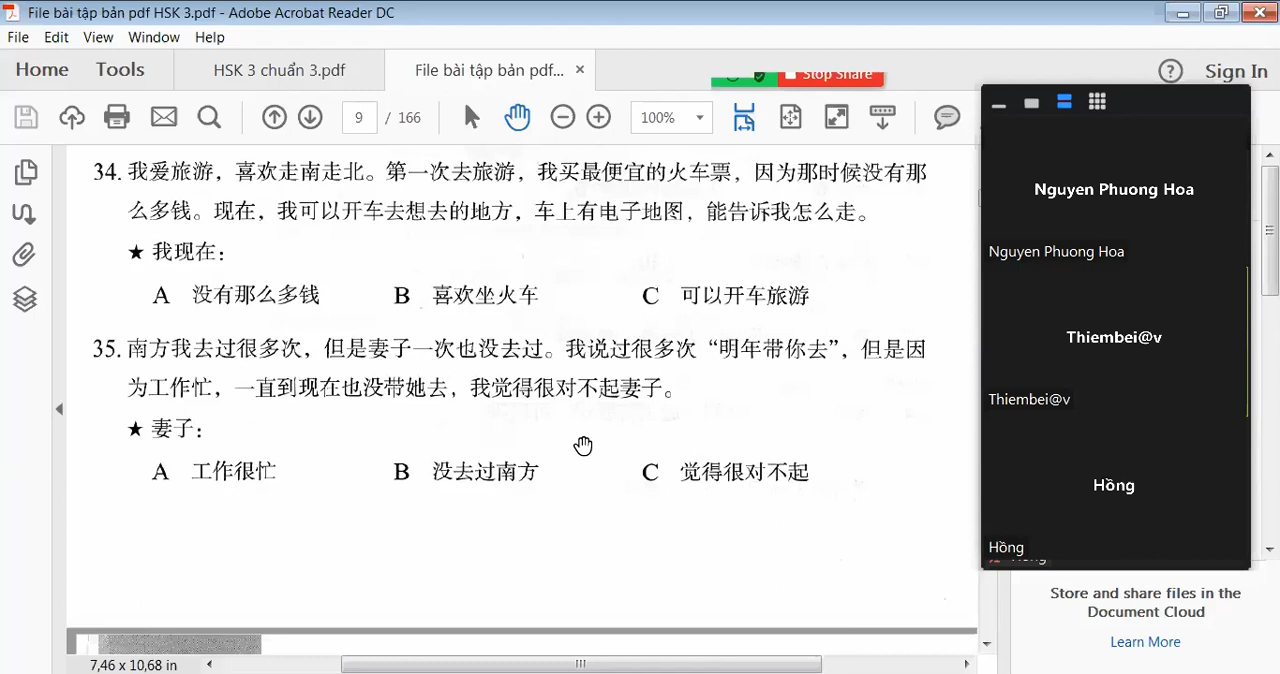 File bài tập bản pdf HSK 3.pdf - Adobe Acrobat Reader DC
File Edit View Window Help
Home Tools HSK 3 chuẩn 3.pdf File bài tập bản pdf... × Stop Share ? Sign In
9 / 166 100%
34. 我爱旅游，喜欢走南走北。第一次去旅游，我买最便宜的火车票，因为那时候没有那
么多钱。现在，我可以开车去想去的地方，车上有电子地图，能告诉我怎么走。
★ 我现在：
A 没有那么多钱 B 喜欢坐火车 C 可以开车旅游
35. 南方我去过很多次，但是妻子一次也没去过。我说过很多次“明年带你去”，但是因
为工作忙，一直到现在也没带她去，我觉得很对不起妻子。
★ 妻子：
A 工作很忙 B 没去过南方 C 觉得很对不起
7,46 x 10,68 in
Nguyen Phuong Hoa
Nguyen Phuong Hoa
Thiembei@v
Thiembei@v
Hồng
Hồng
Store and share files in the
Document Cloud
Learn More